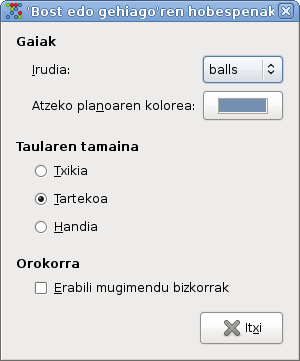 'Bost edo gehiago'ren hobespenak
Gaiak
Irudia:
balls
Atzeko planoaren kolorea:
Taularen tamaina
Txikia
Tartekoa
Handia
Orokorra
Erabili mugimendu bizkorrak
Itxi